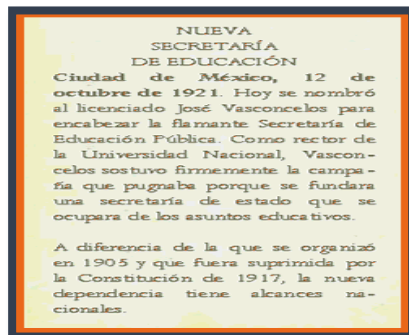 NUEVA
SECRETARÍA
DE EDUCACIÓN
Ciudad de México, 12 de
octubre de 1921. Hoy se nombró
al licenciado José Vasconcelos para
encabezar la flamante Secretaría de
Educación Pública. Como rector de
la Universidad Nacional, Vascon-
celos sostuvo firmemente la campa-
ña que pugnaba porque se fundara
una secretaría de estado que se
ocupara de los asuntos educativos.
A diferencia de la que se organizó
en 1905 y que fuera suprimida por
la Constitución de 1917, la nueva
dependencia tiene alcances na-
cionales.